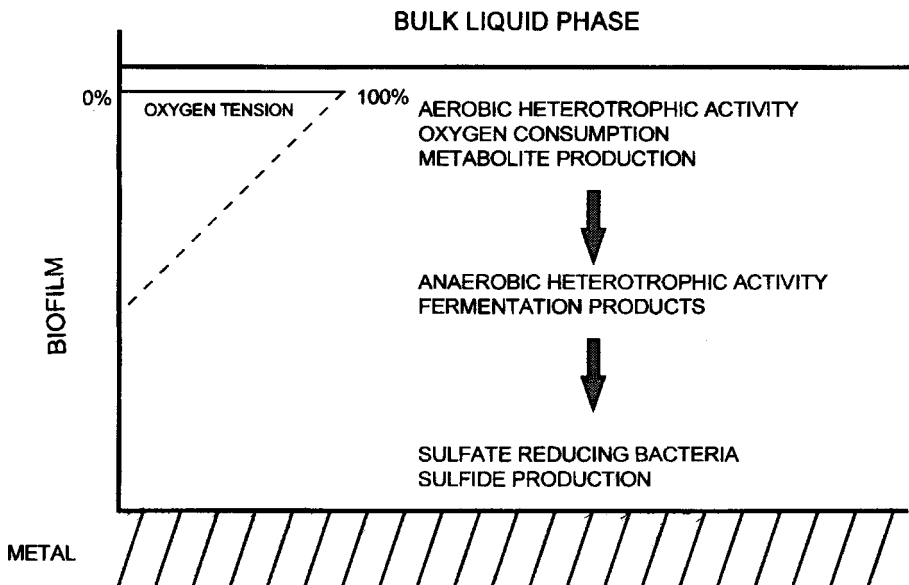 BULK LIQUID PHASE
0%
OXYGEN TENSION
100%
AEROBIC HETEROTROPHIC ACTIVITY
OXYGEN CONSUMPTION
METABOLITE PRODUCTION
ANAEROBIC HETEROTROPHIC ACTIVITY
FERMENTATION PRODUCTS
BIOFILM
SULFATE REDUCING BACTERIA
SULFIDE PRODUCTION
METAL